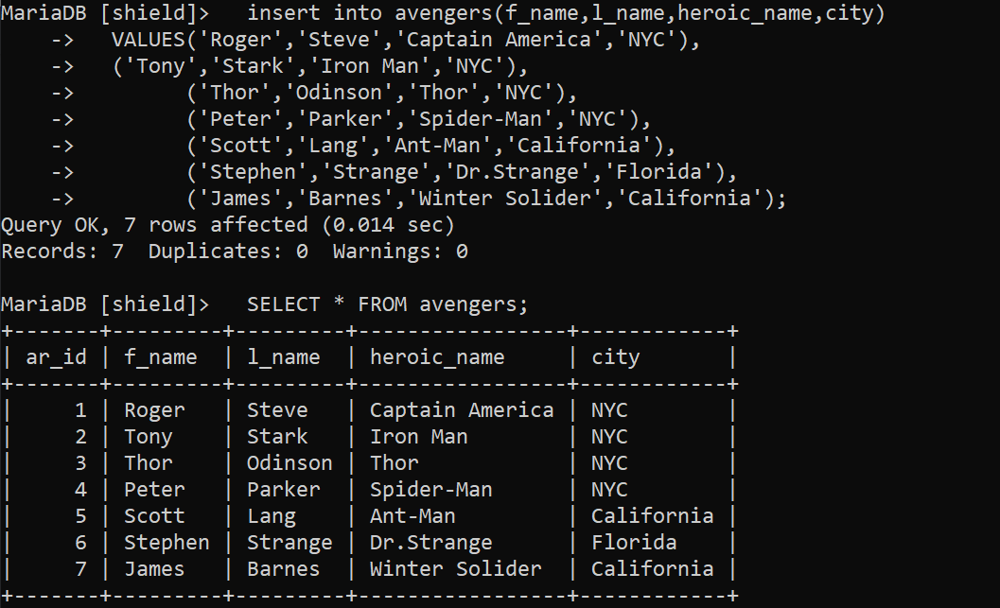 MariaDB [shield]>   insert into avengers(f_name,l_name,heroic_name,city)
    ->   VALUES('Roger','Steve','Captain America','NYC'),
    ->   ('Tony','Stark','Iron Man','NYC'),
    ->         ('Thor','Odinson','Thor','NYC'),
    ->         ('Peter','Parker','Spider-Man','NYC'),
    ->         ('Scott','Lang','Ant-Man','California'),
    ->         ('Stephen','Strange','Dr.Strange','Florida'),
    ->         ('James','Barnes','Winter Solider','California');
Query OK, 7 rows affected (0.014 sec)
Records: 7  Duplicates: 0  Warnings: 0

MariaDB [shield]>   SELECT * FROM avengers;
+-------+---------+---------+-----------------+------------+
| ar_id | f_name  | l_name  | heroic_name     | city       |
+-------+---------+---------+-----------------+------------+
|     1 | Roger   | Steve   | Captain America | NYC        |
|     2 | Tony    | Stark   | Iron Man        | NYC        |
|     3 | Thor    | Odinson | Thor            | NYC        |
|     4 | Peter   | Parker  | Spider-Man      | NYC        |
|     5 | Scott   | Lang    | Ant-Man         | California |
|     6 | Stephen | Strange | Dr.Strange      | Florida    |
|     7 | James   | Barnes  | Winter Solider  | California |
+-------+---------+---------+-----------------+------------+